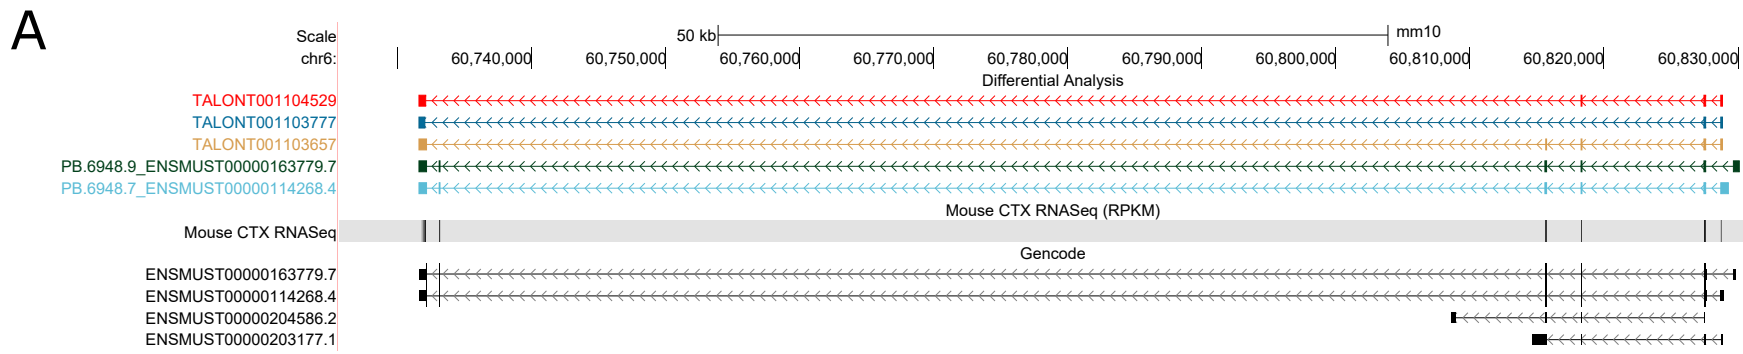 A
Scale 50 kb mm10
chr6: 60,740,000 60,750,000 60,760,000 60,770,000 60,780,000 60,790,000 60,800,000 60,810,000 60,820,000 60,830,000
Differential Analysis
TALONT001104529
TALONT001103777
TALONT001103657
PB.6948.9_ENSMUST00000163779.7
PB.6948.7_ENSMUST00000114268.4
Mouse CTX RNASeq (RPKM)
Mouse CTX RNASeq
Gencode
ENSMUST00000163779.7
ENSMUST00000114268.4
ENSMUST00000204586.2
ENSMUST00000203177.1